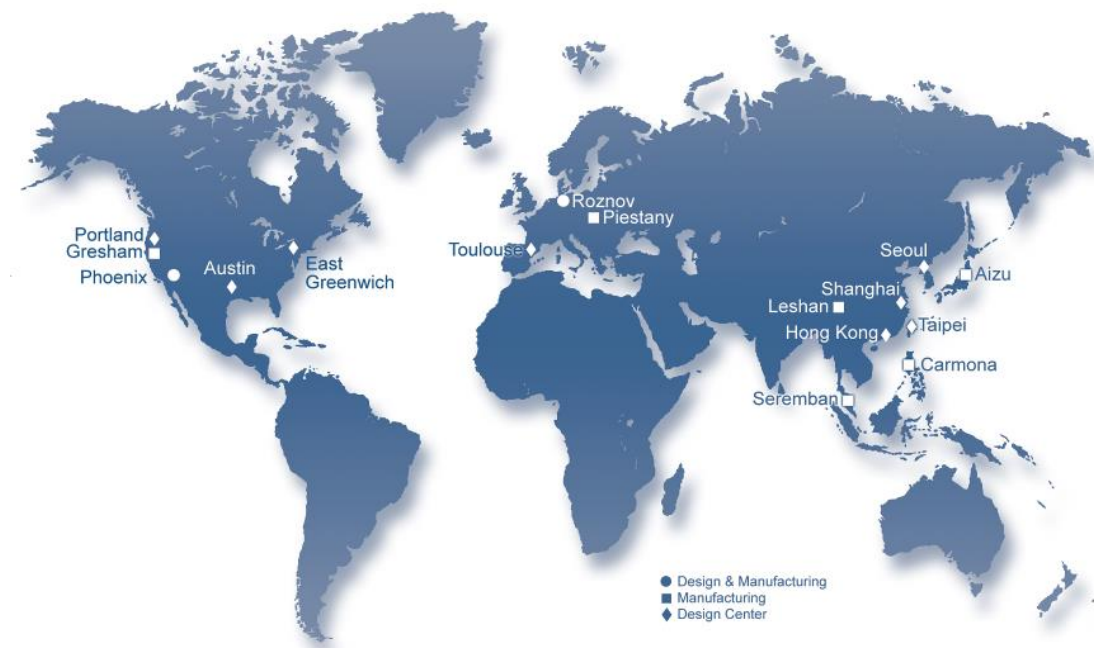 Portland
Gresham
Phoenix
Austin
East
Greenwich
Roznov
Piestany
Toulouse
Seoul
Aizu
Shanghai
Leshan
Hong Kong
Taipei
Carmona
Seremban
Design & Manufacturing
Manufacturing
Design Center